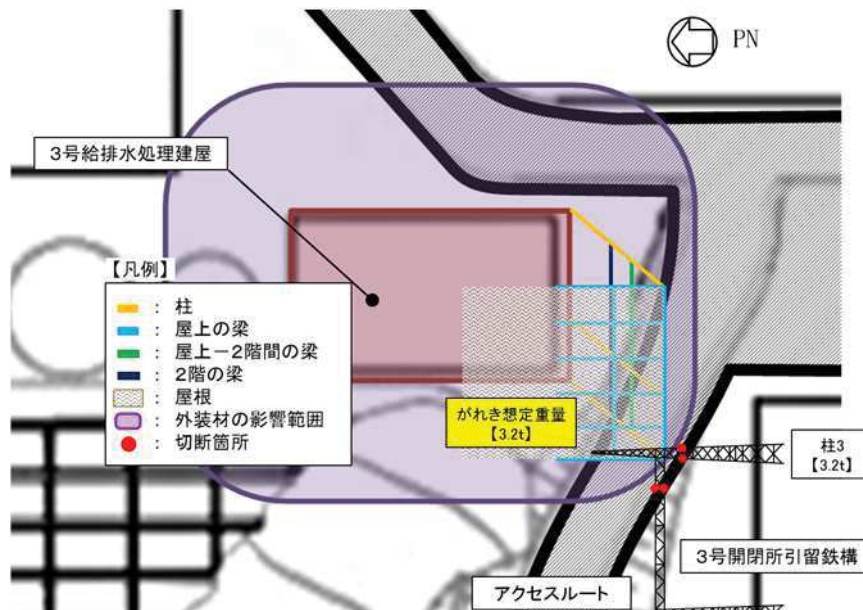 PN
3号給排水処理建屋
【凡例】
: 柱
: 屋上の梁
: 屋上－2階間の梁
: 2階の梁
: 屋根
: 外装材の影響範囲
: 切断箇所
がれき想定重量
【3.2t】
柱3
【3.2t】
3号開閉所引留鉄構
アクセスルート